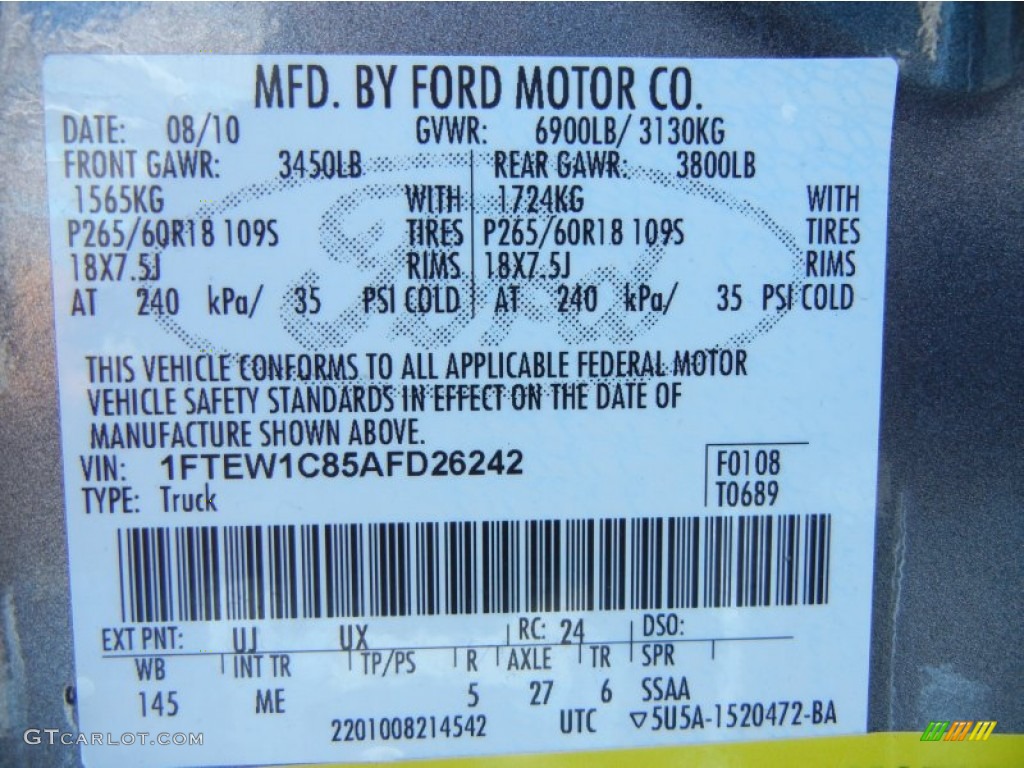 MFD. BY FORD MOTOR CO.
DATE: 08/10 GVWR: 6900LB/ 3130KG
FRONT GAWR: 3450LB REAR GAWR: 3800LB
1565KG WITH 1724KG WITH
P265/60R18 109S TIRES P265/60R18 109S TIRES
18X7.5J RIMS 18X7.5J RIMS
AT 240 kPa/ 35 PSI COLD AT 240 kPa/ 35 PSI COLD
Ford
THIS VEHICLE CONFORMS TO ALL APPLICABLE FEDERAL MOTOR
VEHICLE SAFETY STANDARDS IN EFFECT ON THE DATE OF
MANUFACTURE SHOWN ABOVE.
VIN: 1FTEW1C85AFD26242 F0108
TYPE: Truck T0689
EXT PNT: UJ UX RC: 24 DSO:
WB INT TR TP/PS R AXLE TR SPR
145 ME 5 27 6 SSAA
2201008214542 UTC ▽5U5A-1520472-BA
GTCARLOT.COM